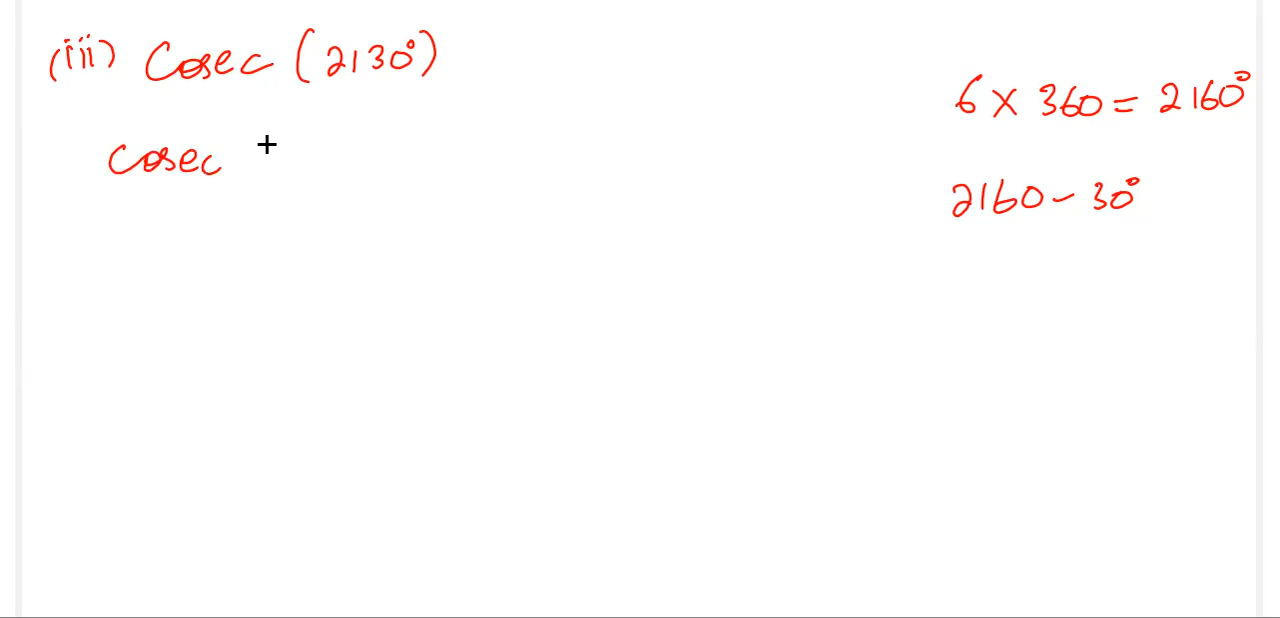 (iii) Cosec (2130°)
6 × 360 = 2160°
cosec
2160 - 30°